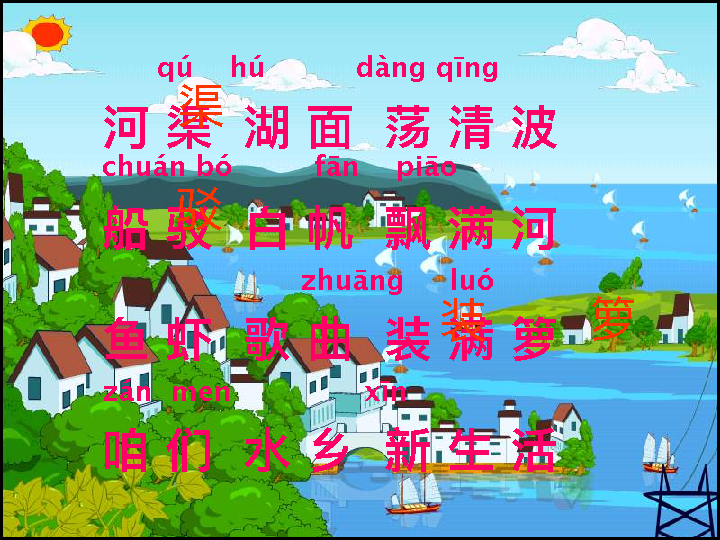 qú hú dàng qīng
渠
河 渠 湖 面 荡 清 波
chuán bó fān piāo
驳
船 驳 白 帆 飘 满 河
zhuāng luó
装 箩
鱼 虾 歌 曲 装 满 箩
zán men xīn
咱 们 水 乡 新 生 活